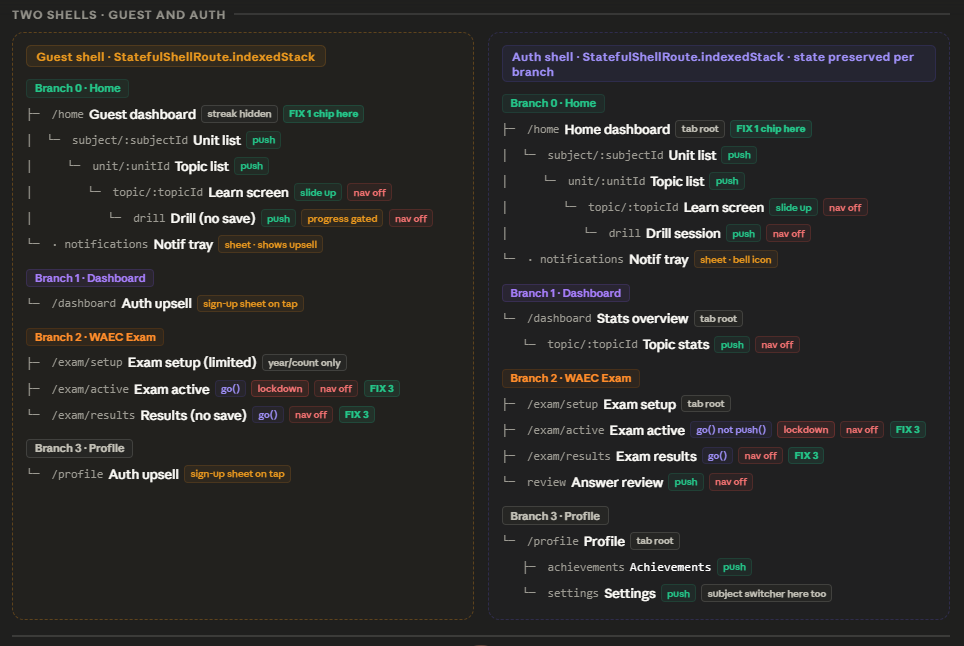 TWO SHELLS · GUEST AND AUTH
Guest shell · StatefulShellRoute.indexedStack
Branch 0 · Home
├─ /home Guest dashboard streak hidden FIX 1 chip here
│ └─ subject/:subjectId Unit list push
│ └─ unit/:unitId Topic list push
│ └─ topic/:topicId Learn screen slide up nav off
│ └─ drill Drill (no save) push progress gated nav off
└─ · notifications Notif tray sheet · shows upsell
Branch 1 · Dashboard
└─ /dashboard Auth upsell sign-up sheet on tap
Branch 2 · WAEC Exam
├─ /exam/setup Exam setup (limited) year/count only
├─ /exam/active Exam active go() lockdown nav off FIX 3
└─ /exam/results Results (no save) go() nav off FIX 3
Branch 3 · Profile
└─ /profile Auth upsell sign-up sheet on tap
Auth shell · StatefulShellRoute.indexedStack · state preserved per
branch
Branch 0 · Home
├─ /home Home dashboard tab root FIX 1 chip here
│ └─ subject/:subjectId Unit list push
│ └─ unit/:unitId Topic list push
│ └─ topic/:topicId Learn screen slide up nav off
│ └─ drill Drill session push nav off
└─ · notifications Notif tray sheet · bell icon
Branch 1 · Dashboard
└─ /dashboard Stats overview tab root
└─ topic/:topicId Topic stats push nav off
Branch 2 · WAEC Exam
├─ /exam/setup Exam setup tab root
├─ /exam/active Exam active go() not push() lockdown nav off FIX 3
├─ /exam/results Exam results go() nav off FIX 3
└─ review Answer review push nav off
Branch 3 · Profile
└─ /profile Profile tab root
├─ achievements Achievements push
└─ settings Settings push subject switcher here too